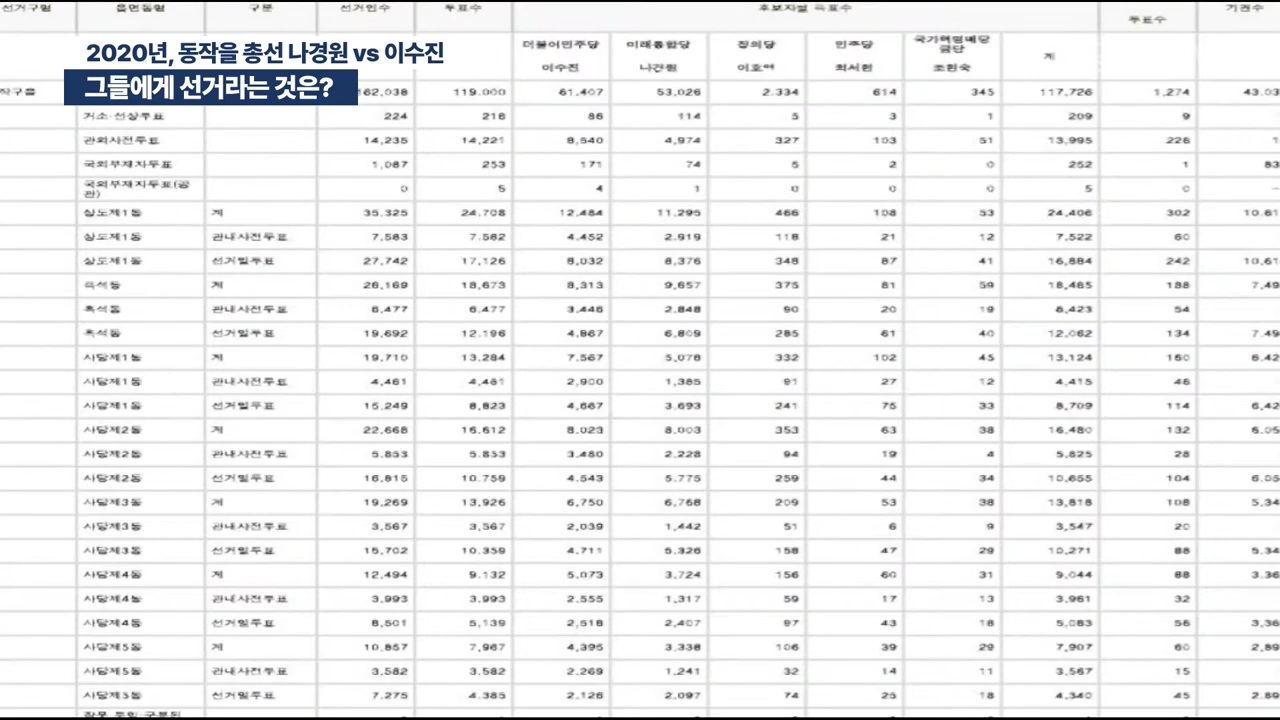 선거구명 읍면동명 구분 선거인수 투표수 후보자별 득표수 투표수 기권수
2020년, 동작을 총선 나경원 vs 이수진
그들에게 선거라는 것은?
더불어민주당 미래통합당 정의당 민중당 국가혁명배당금당 계
이수진 나경원 이호영 최서현 조현숙
119,000 61,407 53,026 2,334 614 345 117,726 1,274
거소·선상투표 224 218 86 114 5 3 1 209 9
관외사전투표 14,235 14,221 8,540 4,974 327 103 51 13,995 226
국외부재자투표 1,087 253 171 74 5 2 0 252 1
국외부재자투표(공관) 0 5 4 1 0 0 0 5 0
상도제1동 계 35,325 24,708 12,484 11,295 466 108 53 24,406 302
상도제1동 관내사전투표 7,583 7,582 4,452 2,919 118 21 12 7,522 60
상도제1동 선거일투표 27,742 17,126 8,032 8,376 348 87 41 16,884 242
흑석동 계 26,169 18,673 8,313 9,657 375 81 59 18,485 188
흑석동 관내사전투표 6,477 6,477 3,446 2,848 90 20 19 6,423 54
흑석동 선거일투표 19,692 12,196 4,867 6,809 285 61 40 12,062 134
사당제1동 계 19,710 13,284 7,567 5,078 332 102 45 13,124 160
사당제1동 관내사전투표 4,461 4,461 2,900 1,385 91 27 12 4,415 46
사당제1동 선거일투표 15,249 8,823 4,667 3,693 241 75 33 8,709 114
사당제2동 계 22,668 16,612 8,023 8,003 353 63 38 16,480 132
사당제2동 관내사전투표 5,853 5,853 3,480 2,228 94 19 4 5,825 28
사당제2동 선거일투표 16,815 10,759 4,543 5,775 259 44 34 10,655 104
사당제3동 계 19,269 13,926 6,750 6,768 209 53 38 13,818 108
사당제3동 관내사전투표 3,567 3,567 2,039 1,442 51 6 9 3,547 20
사당제3동 선거일투표 15,702 10,359 4,711 5,326 158 47 29 10,271 88
사당제4동 계 12,494 9,132 5,073 3,724 156 60 31 9,044 88
사당제4동 관내사전투표 3,993 3,993 2,555 1,317 59 17 13 3,961 32
사당제4동 선거일투표 8,501 5,139 2,518 2,407 97 43 18 5,083 56
사당제5동 계 10,857 7,967 4,395 3,338 106 39 29 7,907 60
사당제5동 관내사전투표 3,582 3,582 2,269 1,241 32 14 11 3,567 15
사당제5동 선거일투표 7,275 4,385 2,126 2,097 74 25 18 4,340 45